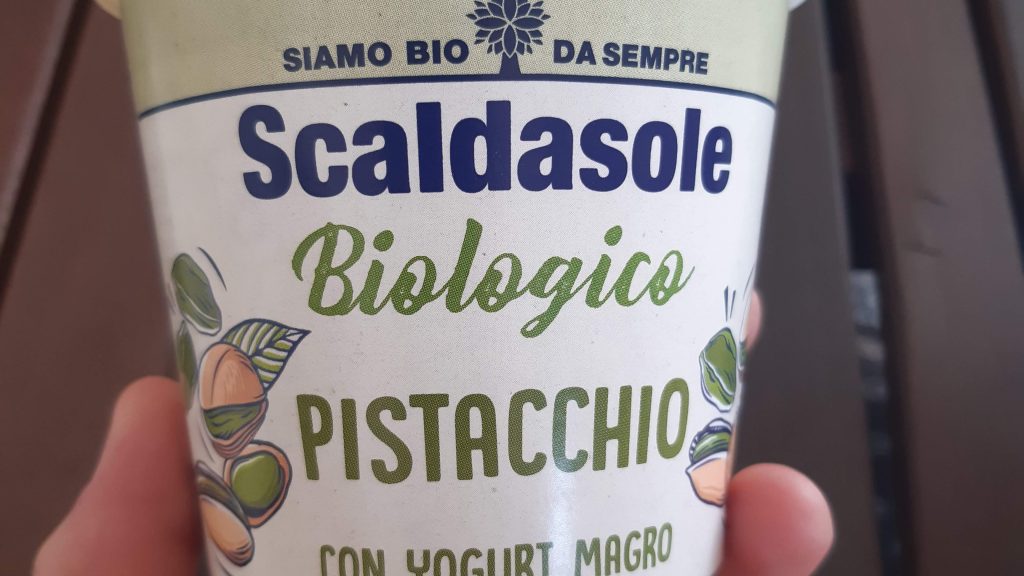 SIAMO BIO DA SEMPRE
Scaldasole
Biologico
PISTACCHIO
CON YOGURT MAGRO